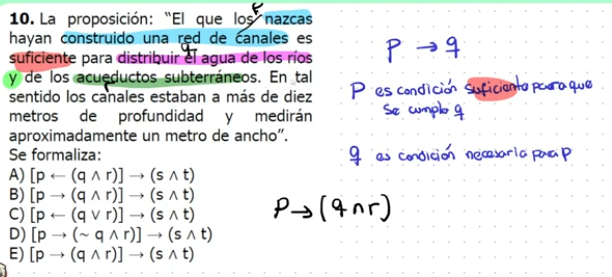 10. La proposición: "El que los nazcas
hayan construido una red de canales es
suficiente para distribuir el agua de los ríos
y de los acueductos subterráneos. En tal
sentido los canales estaban a más de diez
metros de profundidad y medirán
aproximadamente un metro de ancho".
Se formaliza:
A) [p ← (q ∧ r)] → (s ∧ t)
B) [p → (q ∧ r)] → (s ∧ t)
C) [p ← (q ∨ r)] → (s ∧ t)
D) [p → (~ q ∧ r)] → (s ∧ t)
E) [p → (q ∧ r)] → (s ∧ t)
P
q
r
P → q
P es condición suficiente para que
se cumpla q
q es condición necesaria para P
P → (q ∧ r)